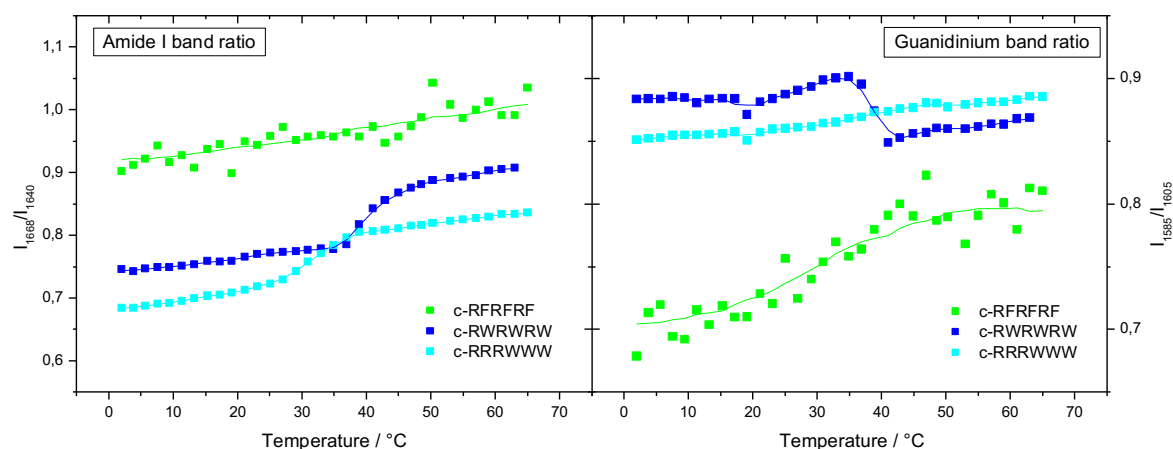 Amide I band ratio
1,1
1,0
0,9
0,8
0,7
0,6
I1668/I1640
c-RFRFRF
c-RWRWRW
c-RRRWWW
0 10 20 30 40 50 60 70
Temperature / °C
Guanidinium band ratio
0,9
0,8
0,7
I1585/I1605
c-RFRFRF
c-RWRWRW
c-RRRWWW
0 10 20 30 40 50 60 70
Temperature / °C